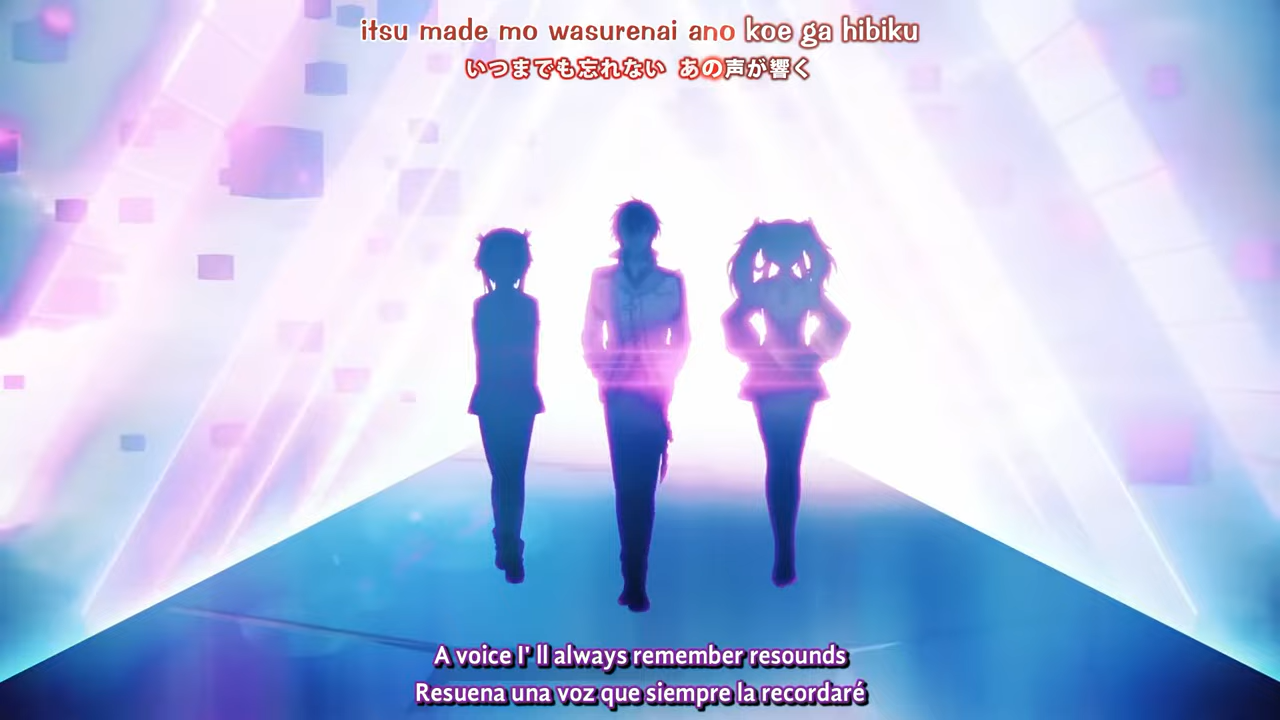 itsu made mo wasurenai ano koe ga hibiku
いつまでも忘れない あの声が響く
A voice I' ll always remember resounds
Resuena una voz que siempre la recordaré